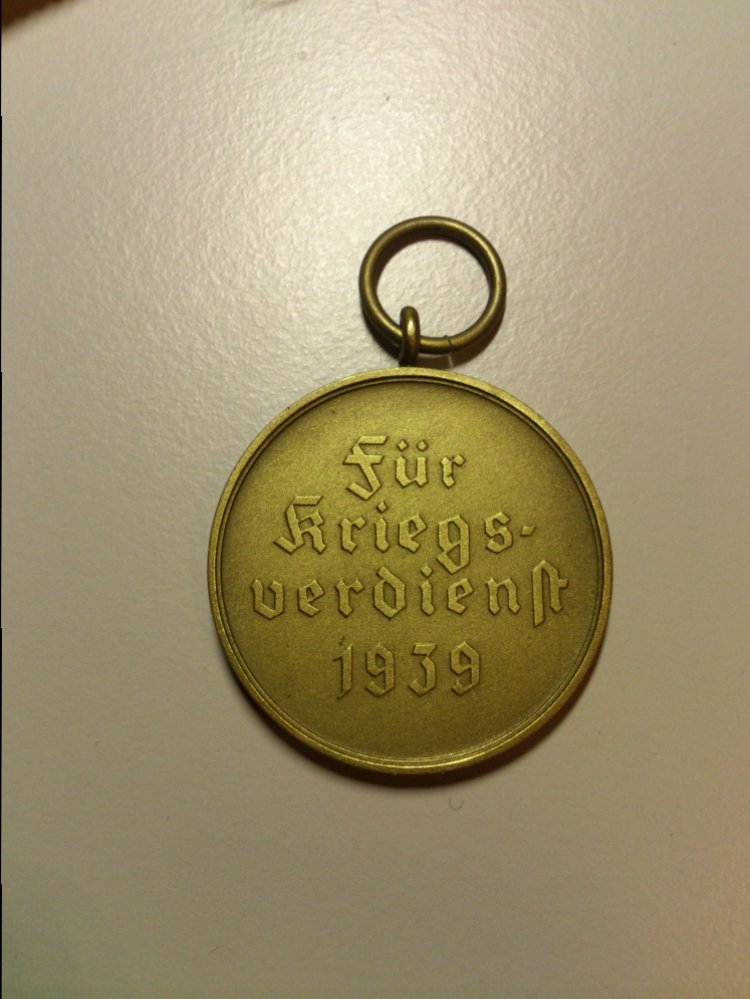 Für
Kriegs-
verdienst
1939